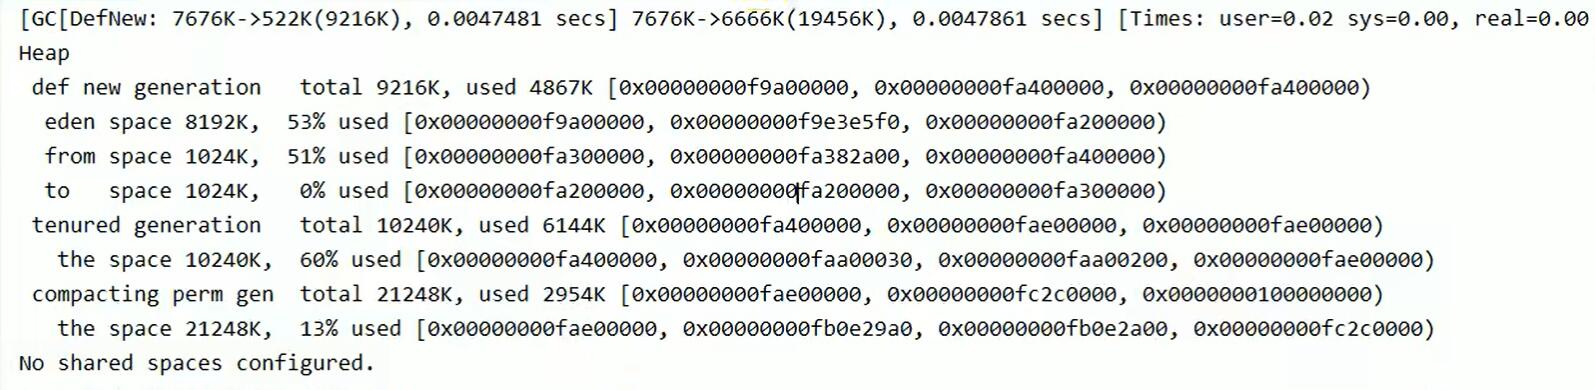 [GC[DefNew: 7676K->522K(9216K), 0.0047481 secs] 7676K->6666K(19456K), 0.0047861 secs] [Times: user=0.02 sys=0.00, real=0.00
Heap
 def new generation   total 9216K, used 4867K [0x00000000f9a00000, 0x00000000fa400000, 0x00000000fa400000)
  eden space 8192K,  53% used [0x00000000f9a00000, 0x00000000f9e3e5f0, 0x00000000fa200000)
  from space 1024K,  51% used [0x00000000fa300000, 0x00000000fa382a00, 0x00000000fa400000)
  to   space 1024K,   0% used [0x00000000fa200000, 0x00000000fa200000, 0x00000000fa300000)
 tenured generation   total 10240K, used 6144K [0x00000000fa400000, 0x00000000fae00000, 0x00000000fae00000)
   the space 10240K,  60% used [0x00000000fa400000, 0x00000000faa00030, 0x00000000faa00200, 0x00000000fae00000)
 compacting perm gen  total 21248K, used 2954K [0x00000000fae00000, 0x00000000fc2c0000, 0x0000000100000000)
   the space 21248K,  13% used [0x00000000fae00000, 0x00000000fb0e29a0, 0x00000000fb0e2a00, 0x00000000fc2c0000)
No shared spaces configured.